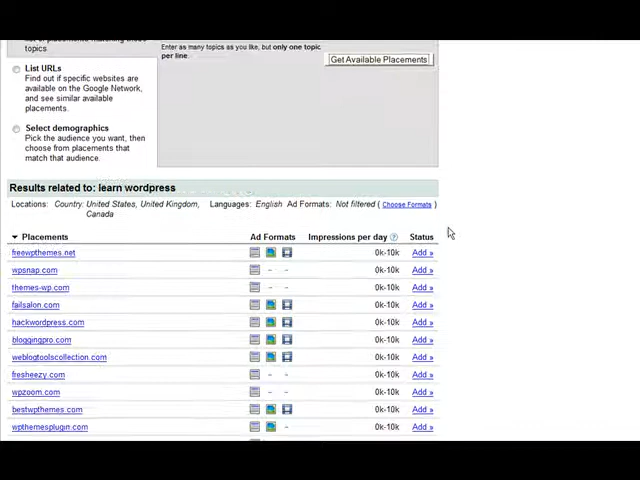 topics
Enter as many topics as you like, but only one topic
per line.
Get Available Placements
List URLs
Find out if specific websites are
available on the Google Network,
and see similar available
placements.
Select demographics
Pick the audience you want, then
choose from placements that
match that audience.
Results related to: learn wordpress
Locations: Country: United States, United Kingdom, Canada Languages: English Ad Formats: Not filtered ( Choose Formats )
Placements Ad Formats Impressions per day ? Status
freewpthemes.net 0k-10k Add »
wpsnap.com - - 0k-10k Add »
themes-wp.com - - 0k-10k Add »
failsalon.com 0k-10k Add »
hackwordpress.com 0k-10k Add »
bloggingpro.com 0k-10k Add »
weblogtoolscollection.com 0k-10k Add »
fresheezy.com - - 0k-10k Add »
wpzoom.com - - 0k-10k Add »
bestwpthemes.com 0k-10k Add »
wpthemesplugin.com - 0k-10k Add »